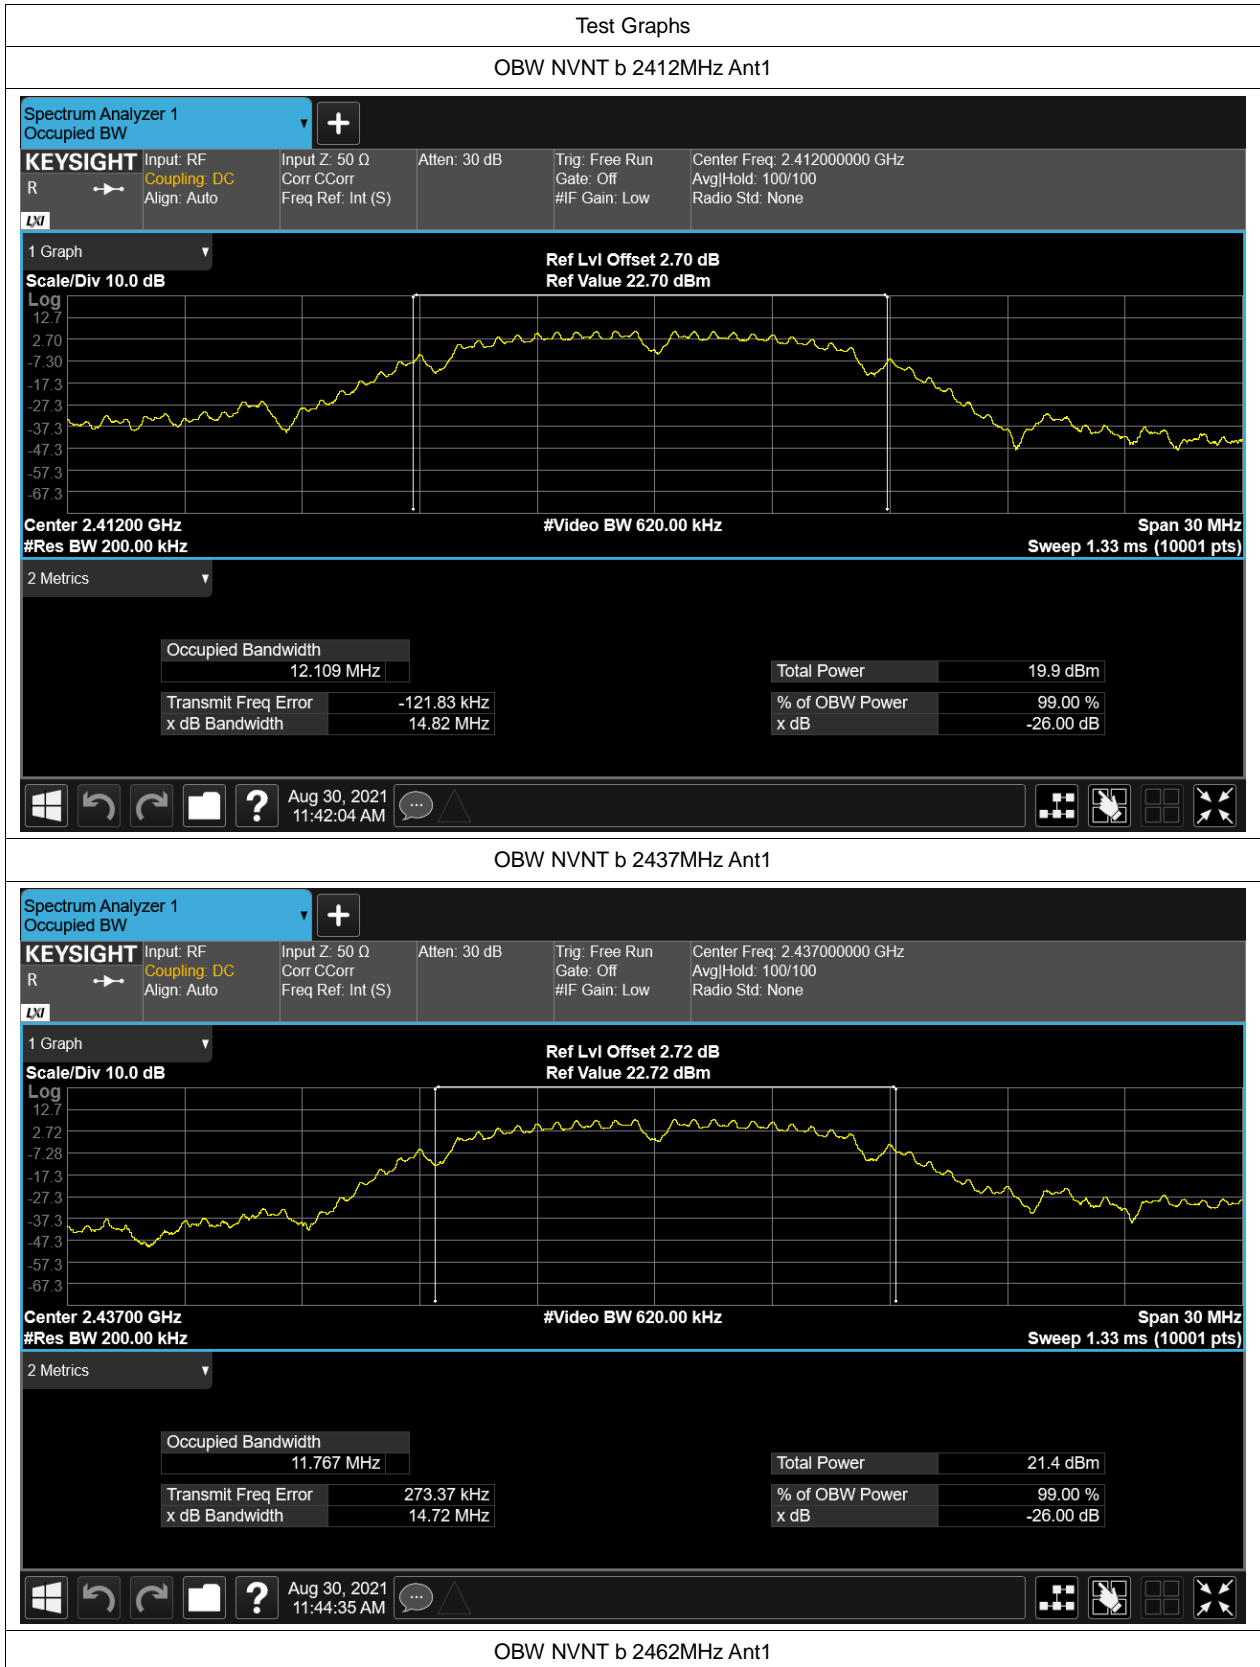 Test Graphs
OBW NVNT b 2412MHz Ant1
Spectrum Analyzer 1
Occupied BW
KEYSIGHT Input: RF Input Z: 50 Ω Atten: 30 dB Trig: Free Run Center Freq: 2.412000000 GHz
R Coupling: DC Corr CCorr Gate: Off Avg|Hold: 100/100
Align: Auto Freq Ref: Int (S) #IF Gain: Low Radio Std: None
LXI
1 Graph
Ref Lvl Offset 2.70 dB
Scale/Div 10.0 dB Ref Value 22.70 dBm
Log
12.7
2.70
-7.30
-17.3
-27.3
-37.3
-47.3
-57.3
-67.3
Center 2.41200 GHz #Video BW 620.00 kHz Span 30 MHz
#Res BW 200.00 kHz Sweep 1.33 ms (10001 pts)
2 Metrics
Occupied Bandwidth
12.109 MHz Total Power 19.9 dBm
Transmit Freq Error -121.83 kHz % of OBW Power 99.00 %
x dB Bandwidth 14.82 MHz x dB -26.00 dB
Aug 30, 2021
11:42:04 AM
OBW NVNT b 2437MHz Ant1
Spectrum Analyzer 1
Occupied BW
KEYSIGHT Input: RF Input Z: 50 Ω Atten: 30 dB Trig: Free Run Center Freq: 2.437000000 GHz
R Coupling: DC Corr CCorr Gate: Off Avg|Hold: 100/100
Align: Auto Freq Ref: Int (S) #IF Gain: Low Radio Std: None
LXI
1 Graph
Ref Lvl Offset 2.72 dB
Scale/Div 10.0 dB Ref Value 22.72 dBm
Log
12.7
2.72
-7.28
-17.3
-27.3
-37.3
-47.3
-57.3
-67.3
Center 2.43700 GHz #Video BW 620.00 kHz Span 30 MHz
#Res BW 200.00 kHz Sweep 1.33 ms (10001 pts)
2 Metrics
Occupied Bandwidth
11.767 MHz Total Power 21.4 dBm
Transmit Freq Error 273.37 kHz % of OBW Power 99.00 %
x dB Bandwidth 14.72 MHz x dB -26.00 dB
Aug 30, 2021
11:44:35 AM
OBW NVNT b 2462MHz Ant1